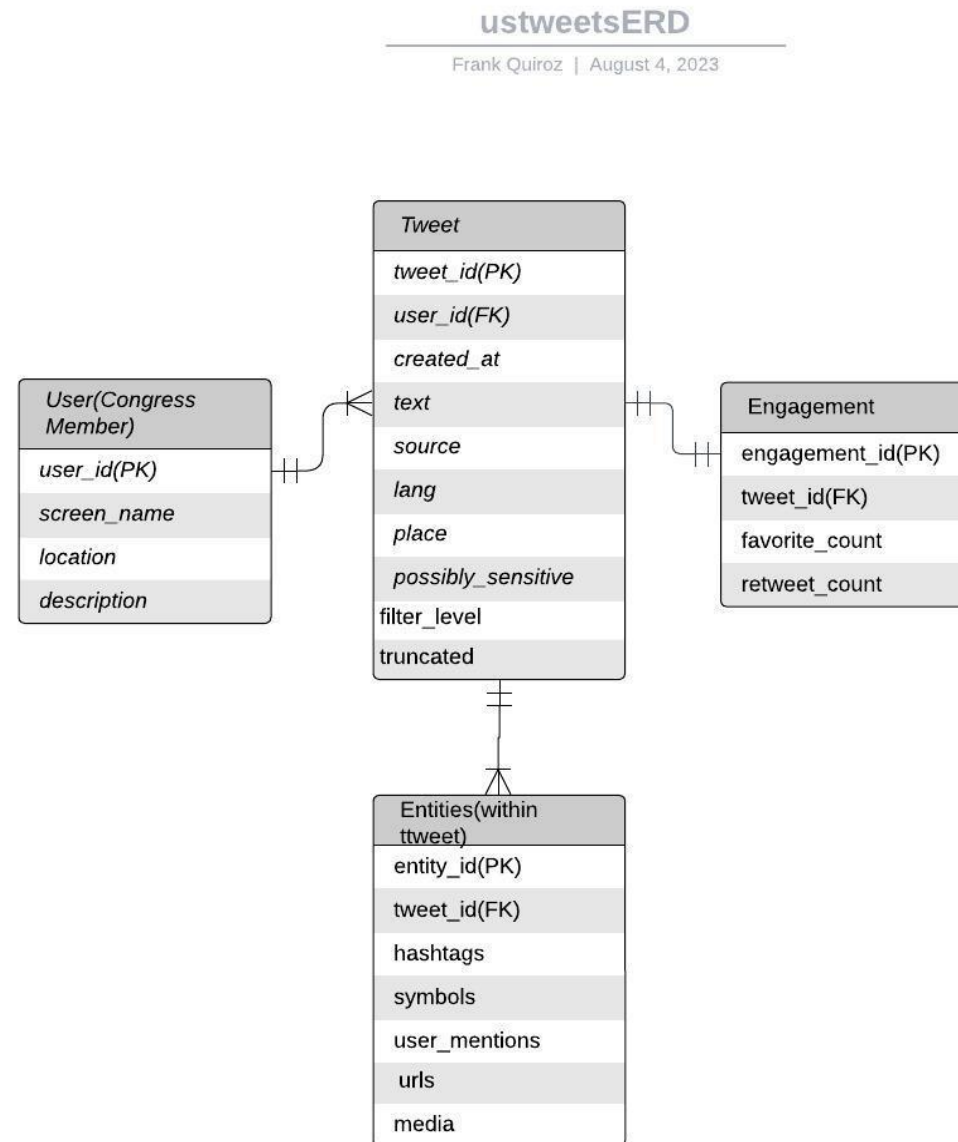 ustweetsERD
Frank Quiroz | August 4, 2023
Tweet
tweet_id(PK)
user_id(FK)
created_at
text
source
lang
place
possibly_sensitive
filter_level
truncated
User(Congress
Member)
user_id(PK)
screen_name
location
description
Engagement
engagement_id(PK)
tweet_id(FK)
favorite_count
retweet_count
Entities(within
ttweet)
entity_id(PK)
tweet_id(FK)
hashtags
symbols
user_mentions
urls
media